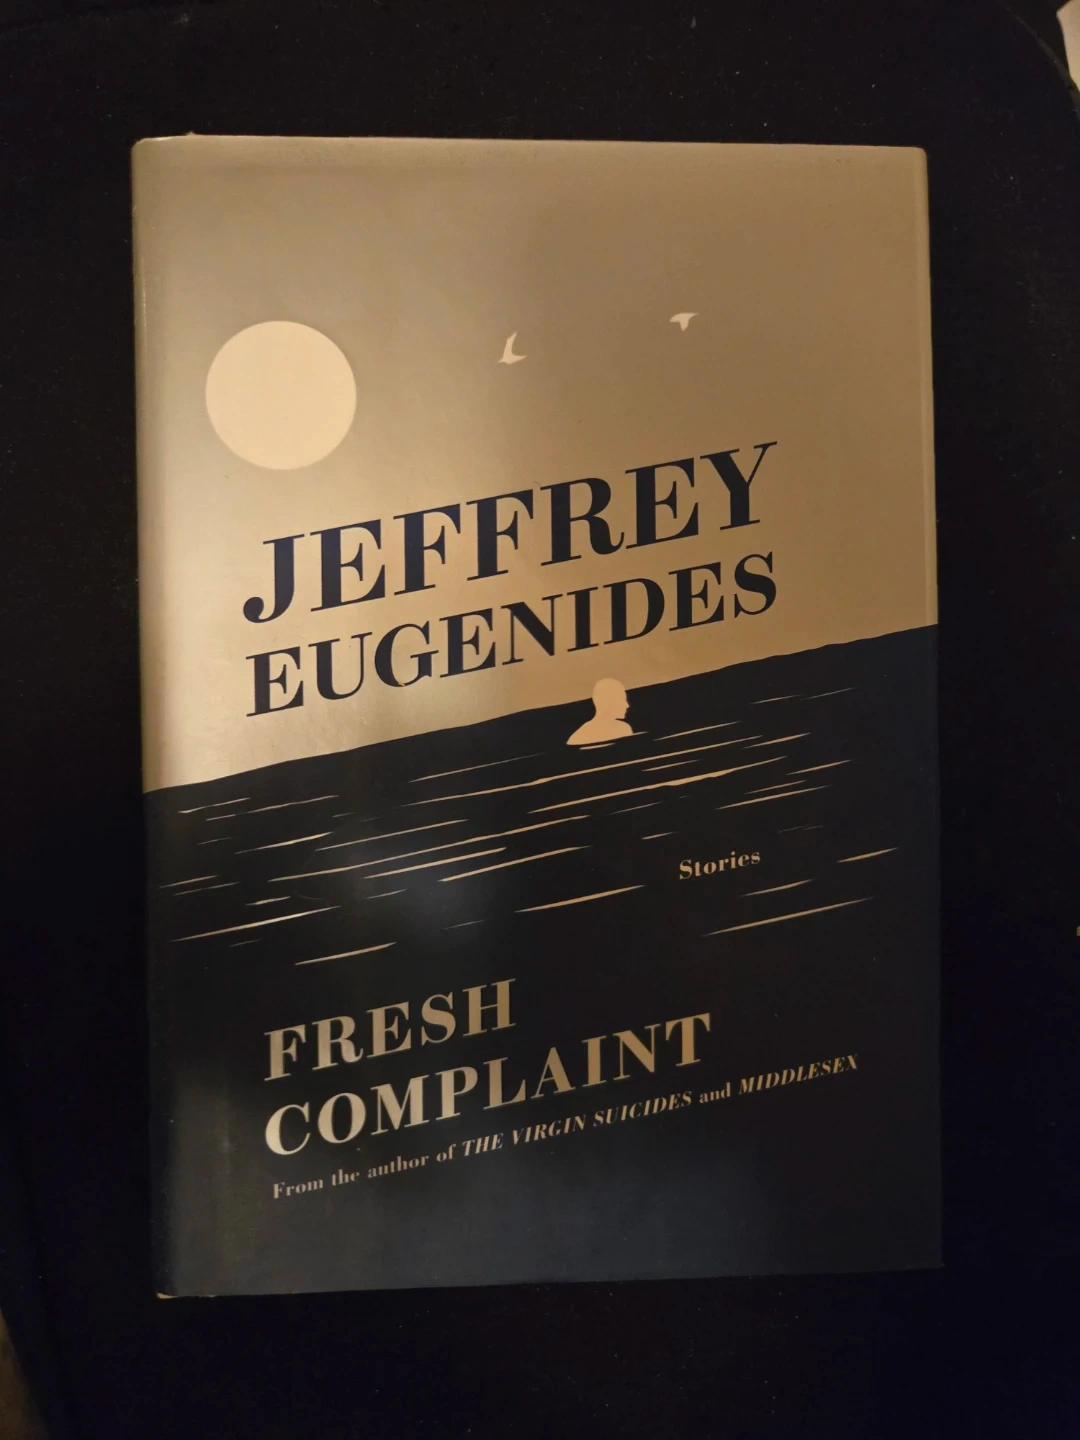 JEFFREY
EUGENIDES
Stories
FRESH
COMPLAINT
From the author of THE VIRGIN SUICIDES and MIDDLESEX